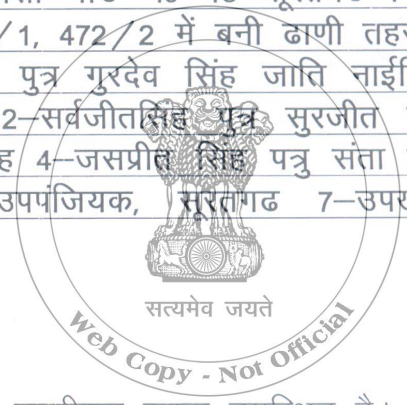 /1, 472/2 में बनी ढाणी तह
पुत्र गुरदेव सिंह जाति नाई
2–सर्वजीतसिंह पुत्र सुरजीत
ह 4–जसप्रीत सिंह पत्रु संता
उपपंजियक, सूरतगढ 7–उप
सत्यमेव जयते
Web Copy - Not Official